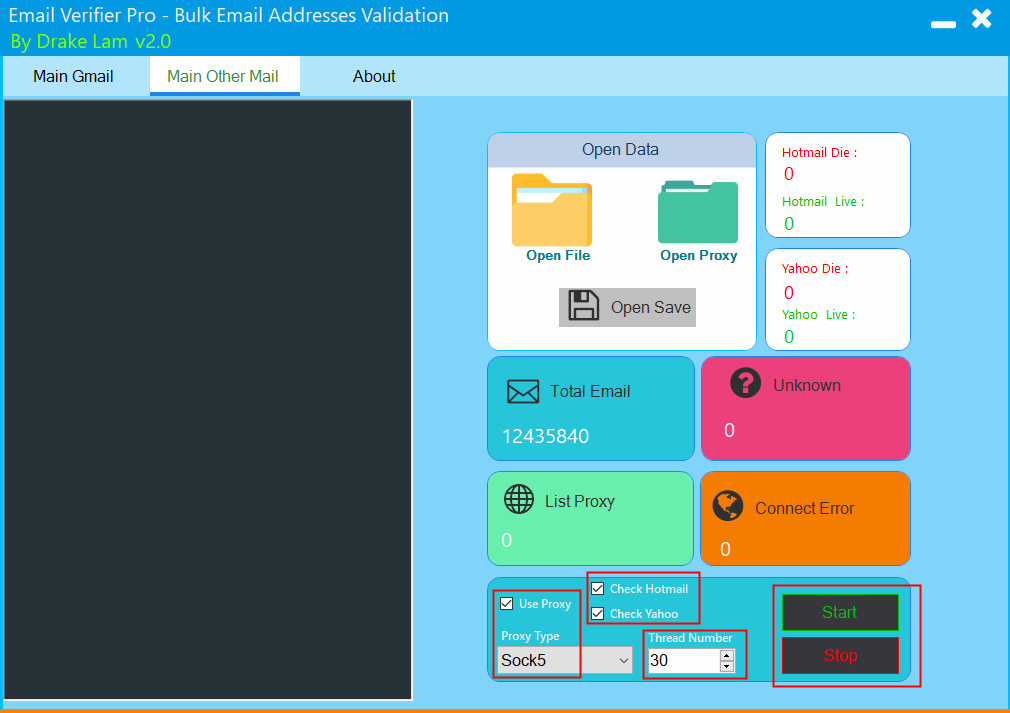 Email Verifier Pro - Bulk Email Addresses Validation
By Drake Lam v2.0
Main Gmail
Main Other Mail
About
Open Data
Open File
Open Proxy
Open Save
Hotmail Die :
0
Hotmail Live :
0
Yahoo Die :
0
Yahoo Live :
0
Total Email
12435840
Unknown
0
List Proxy
0
Connect Error
0
Use Proxy
Proxy Type
Sock5
Check Hotmail
Check Yahoo
Thread Number
30
Start
Stop